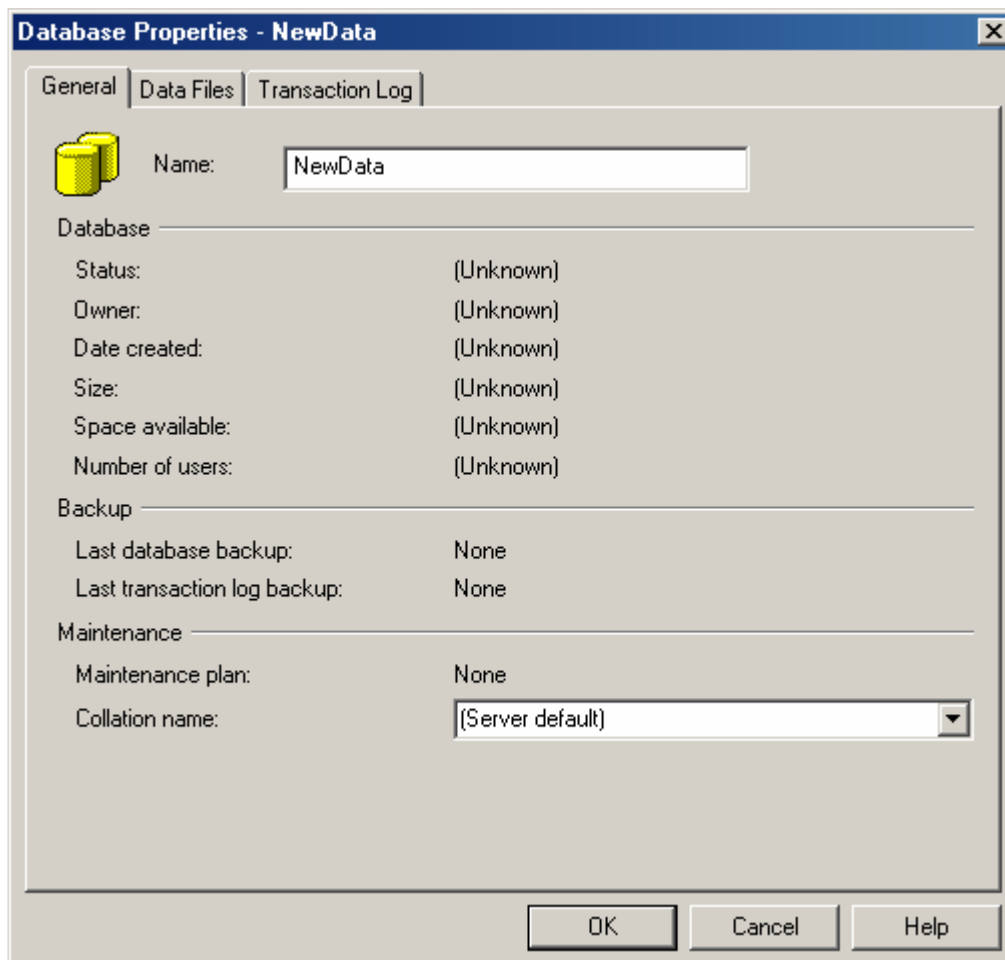 Database Properties - NewData
General Data Files Transaction Log
Name: NewData
Database
Status: (Unknown)
Owner: (Unknown)
Date created: (Unknown)
Size: (Unknown)
Space available: (Unknown)
Number of users: (Unknown)
Backup
Last database backup: None
Last transaction log backup: None
Maintenance
Maintenance plan: None
Collation name: (Server default)
OK Cancel Help